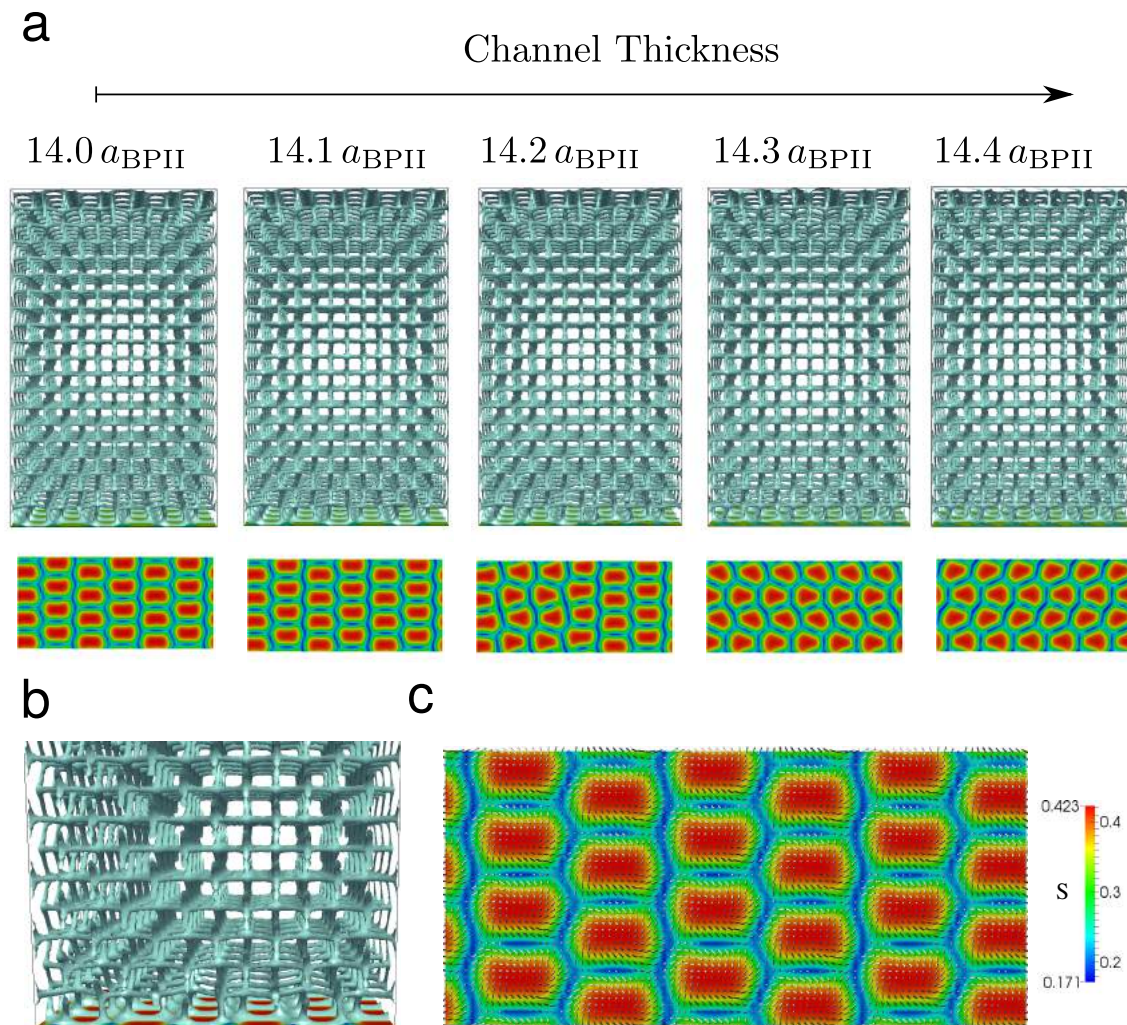 a
Channel Thickness
14.0 a_BPII 14.1 a_BPII 14.2 a_BPII 14.3 a_BPII 14.4 a_BPII
b
c
0.423
0.4
s
0.3
0.2
0.171